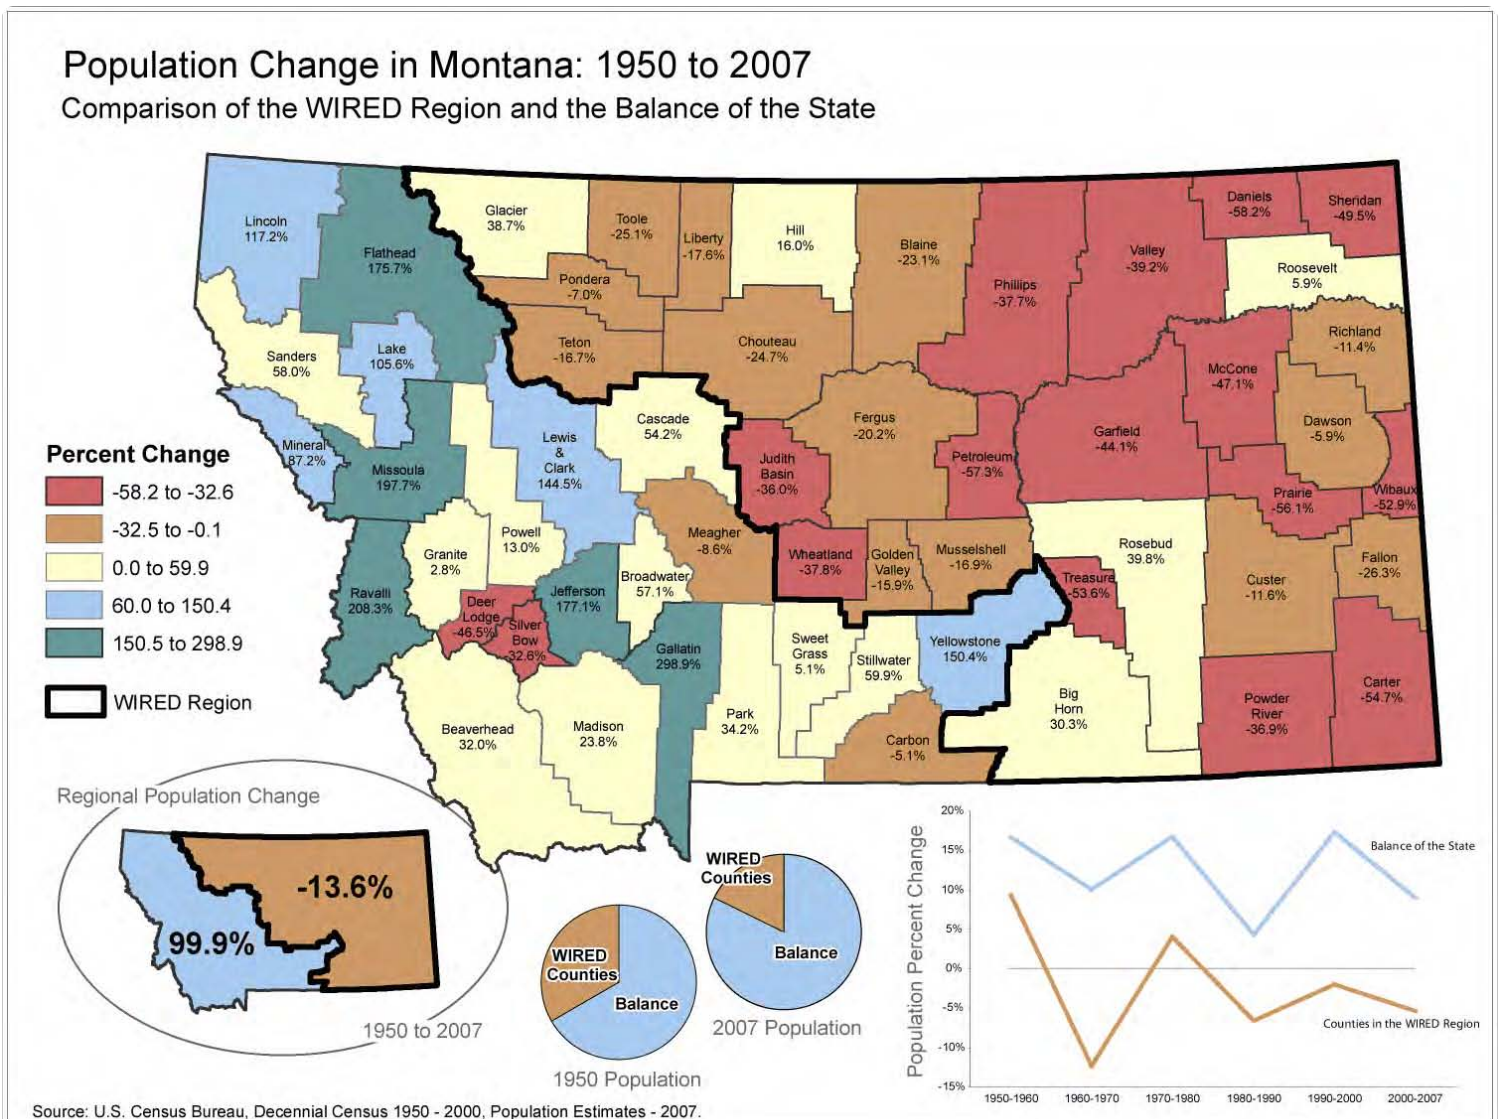 Population Change in Montana: 1950 to 2007
Comparison of the WIRED Region and the Balance of the State
Lincoln
117.2%
Flathead
175.7%
Glacier
38.7%
Toole
-25.1%
Liberty
-17.6%
Hill
16.0%
Blaine
-23.1%
Phillips
-37.7%
Valley
-39.2%
Daniels
-58.2%
Sheridan
-49.5%
Roosevelt
5.9%
Pondera
-7.0%
Teton
-16.7%
Chouteau
-24.7%
Richland
-11.4%
McCone
-47.1%
Sanders
58.0%
Lake
105.6%
Cascade
54.2%
Fergus
-20.2%
Garfield
-44.1%
Dawson
-5.9%
Mineral
87.2%
Missoula
197.7%
Lewis
&
Clark
144.5%
Judith
Basin
-36.0%
Petroleum
-57.3%
Prairie
-56.1%
Wibaux
-52.9%
Powell
13.0%
Granite
2.8%
Meagher
-8.6%
Wheatland
-37.8%
Golden
Valley
-15.9%
Musselshell
-16.9%
Rosebud
39.8%
Treasure
-53.6%
Custer
-11.6%
Fallon
-26.3%
Ravalli
208.3%
Deer
Lodge
-46.5%
Silver
Bow
-32.6%
Jefferson
177.1%
Broadwater
57.1%
Gallatin
298.9%
Sweet
Grass
5.1%
Stillwater
59.9%
Yellowstone
150.4%
Big
Horn
30.3%
Powder
River
-36.9%
Carter
-54.7%
Beaverhead
32.0%
Madison
23.8%
Park
34.2%
Carbon
-5.1%
Percent Change
-58.2 to -32.6
-32.5 to -0.1
0.0 to 59.9
60.0 to 150.4
150.5 to 298.9
WIRED Region
Regional Population Change
-13.6%
99.9%
1950 to 2007
WIRED
Counties
Balance
1950 Population
WIRED
Counties
Balance
2007 Population
Population Percent Change
20%
15%
10%
5%
0%
-5%
-10%
-15%
Balance of the State
Counties in the WIRED Region
1950-1960
1960-1970
1970-1980
1980-1990
1990-2000
2000-2007
Source: U.S. Census Bureau, Decennial Census 1950 - 2000, Population Estimates - 2007.